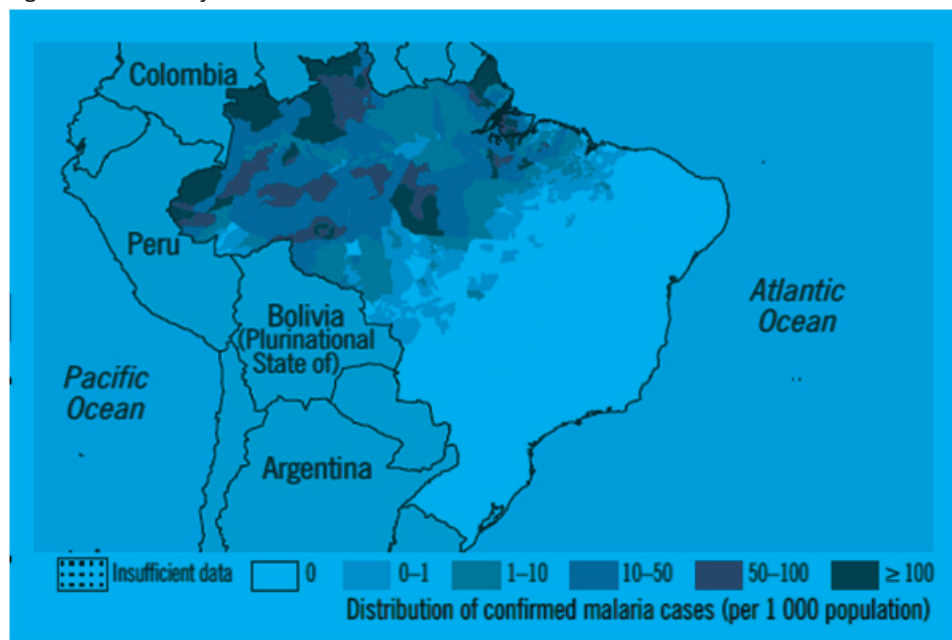 Colombia
Peru
Bolivia
(Plurinational
State of)
Atlantic
Ocean
Pacific
Ocean
Argentina
Insufficient data 0 0–1 1–10 10–50 50–100 ≥ 100
Distribution of confirmed malaria cases (per 1 000 population)